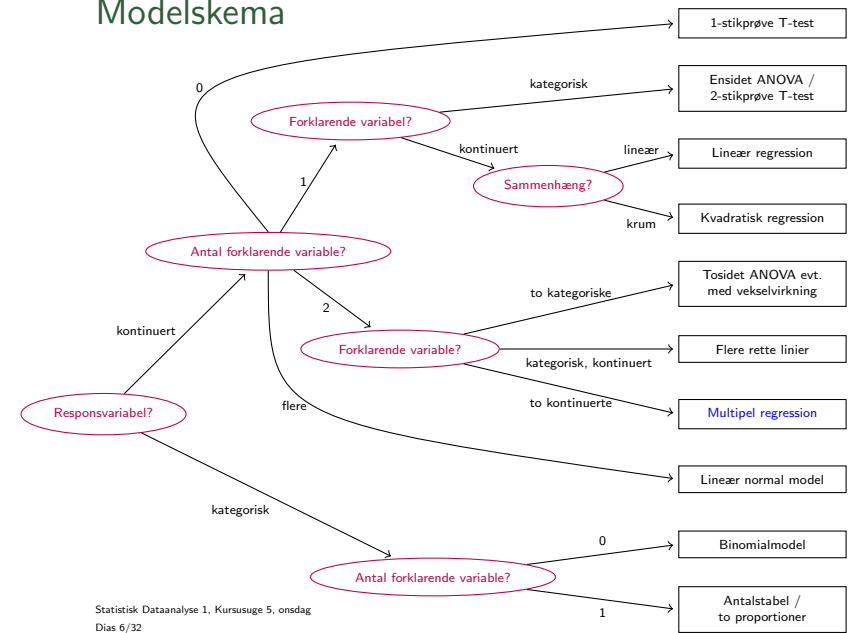 Modelskema
1-stikprøve T-test
0
kategorisk
Ensidet ANOVA /
2-stikprøve T-test
Forklarende variabel?
kontinuert
lineær
Lineær regression
1
Sammenhæng?
krum
Kvadratisk regression
Antal forklarende variable?
to kategoriske
Tosidet ANOVA evt.
med vekselvirkning
2
kontinuert
Forklarende variable?
kategorisk, kontinuert
Flere rette linier
to kontinuerte
Multipel regression
Responsvariabel?
flere
Lineær normal model
kategorisk
0
Binomialmodel
Antal forklarende variable?
1
Antalstabel /
to proportioner
Statistisk Dataanalyse 1, Kursusuge 5, onsdag
Dias 6/32